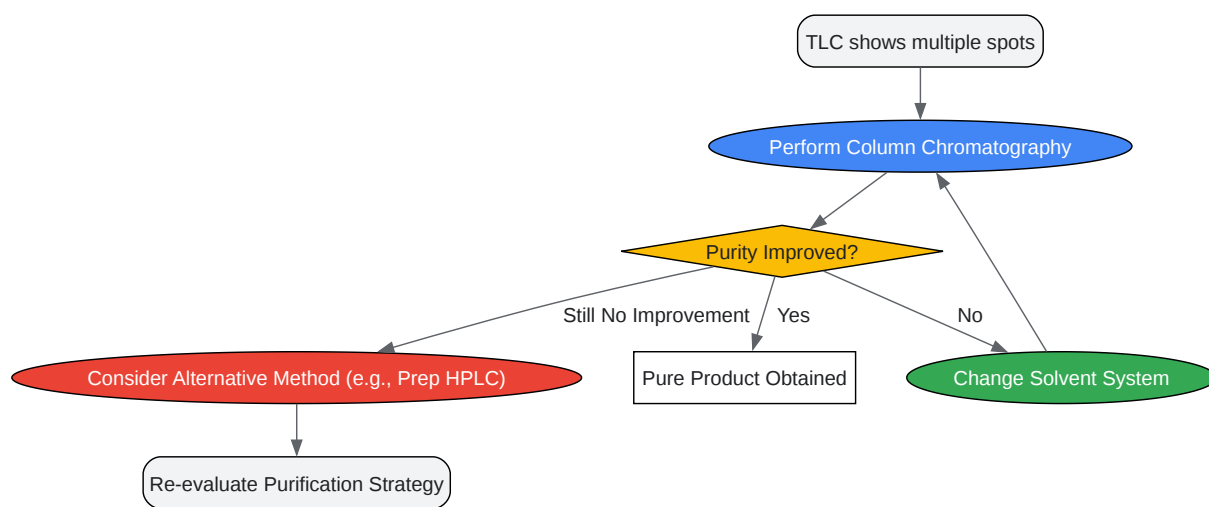 TLC shows multiple spots
Perform Column Chromatography
Purity Improved?
Still No Improvement
Yes
No
Consider Alternative Method (e.g., Prep HPLC)
Pure Product Obtained
Change Solvent System
Re-evaluate Purification Strategy